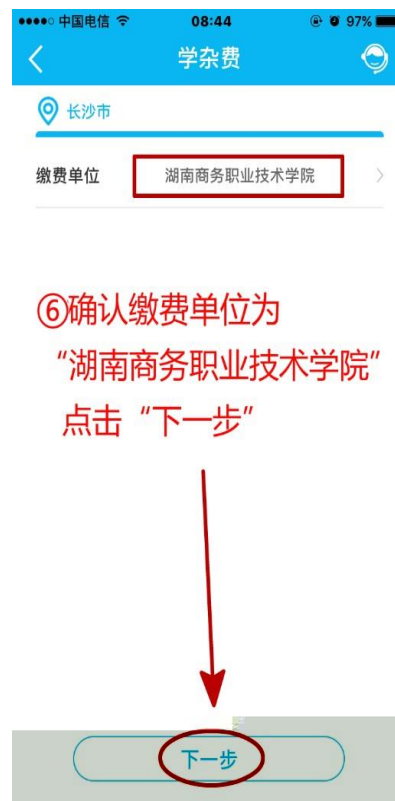 中国电信 08:44 97%
学杂费
长沙市
缴费单位 湖南商务职业技术学院
⑥确认缴费单位为
“湖南商务职业技术学院”
点击“下一步”
下一步